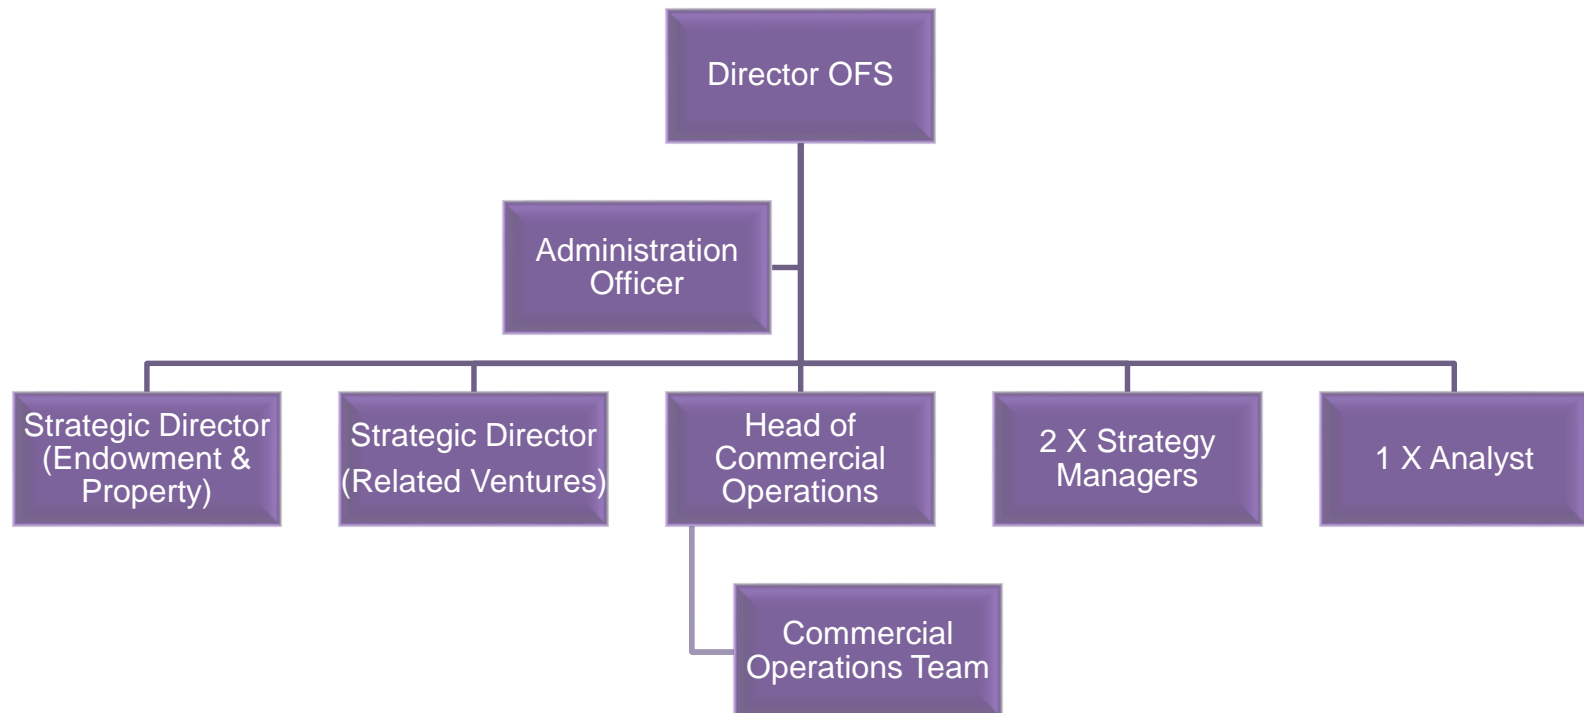 Director OFS
Administration
Officer
Strategic Director
(Endowment &
Property)
Strategic Director
(Related Ventures)
Head of
Commercial
Operations
2 X Strategy
Managers
1 X Analyst
Commercial
Operations Team